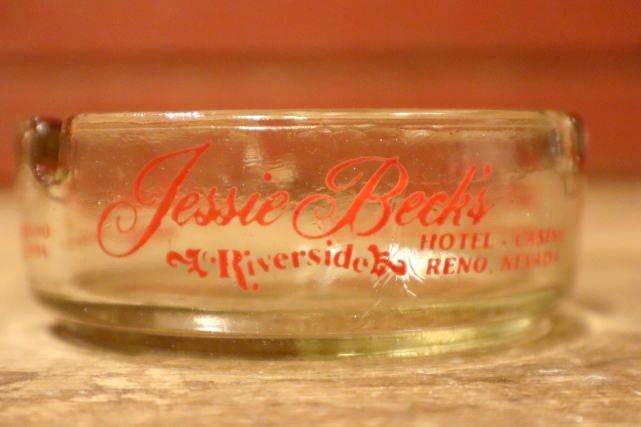 Jessie Beck's
Riverside
HOTEL - CASINO
RENO, NEVADA